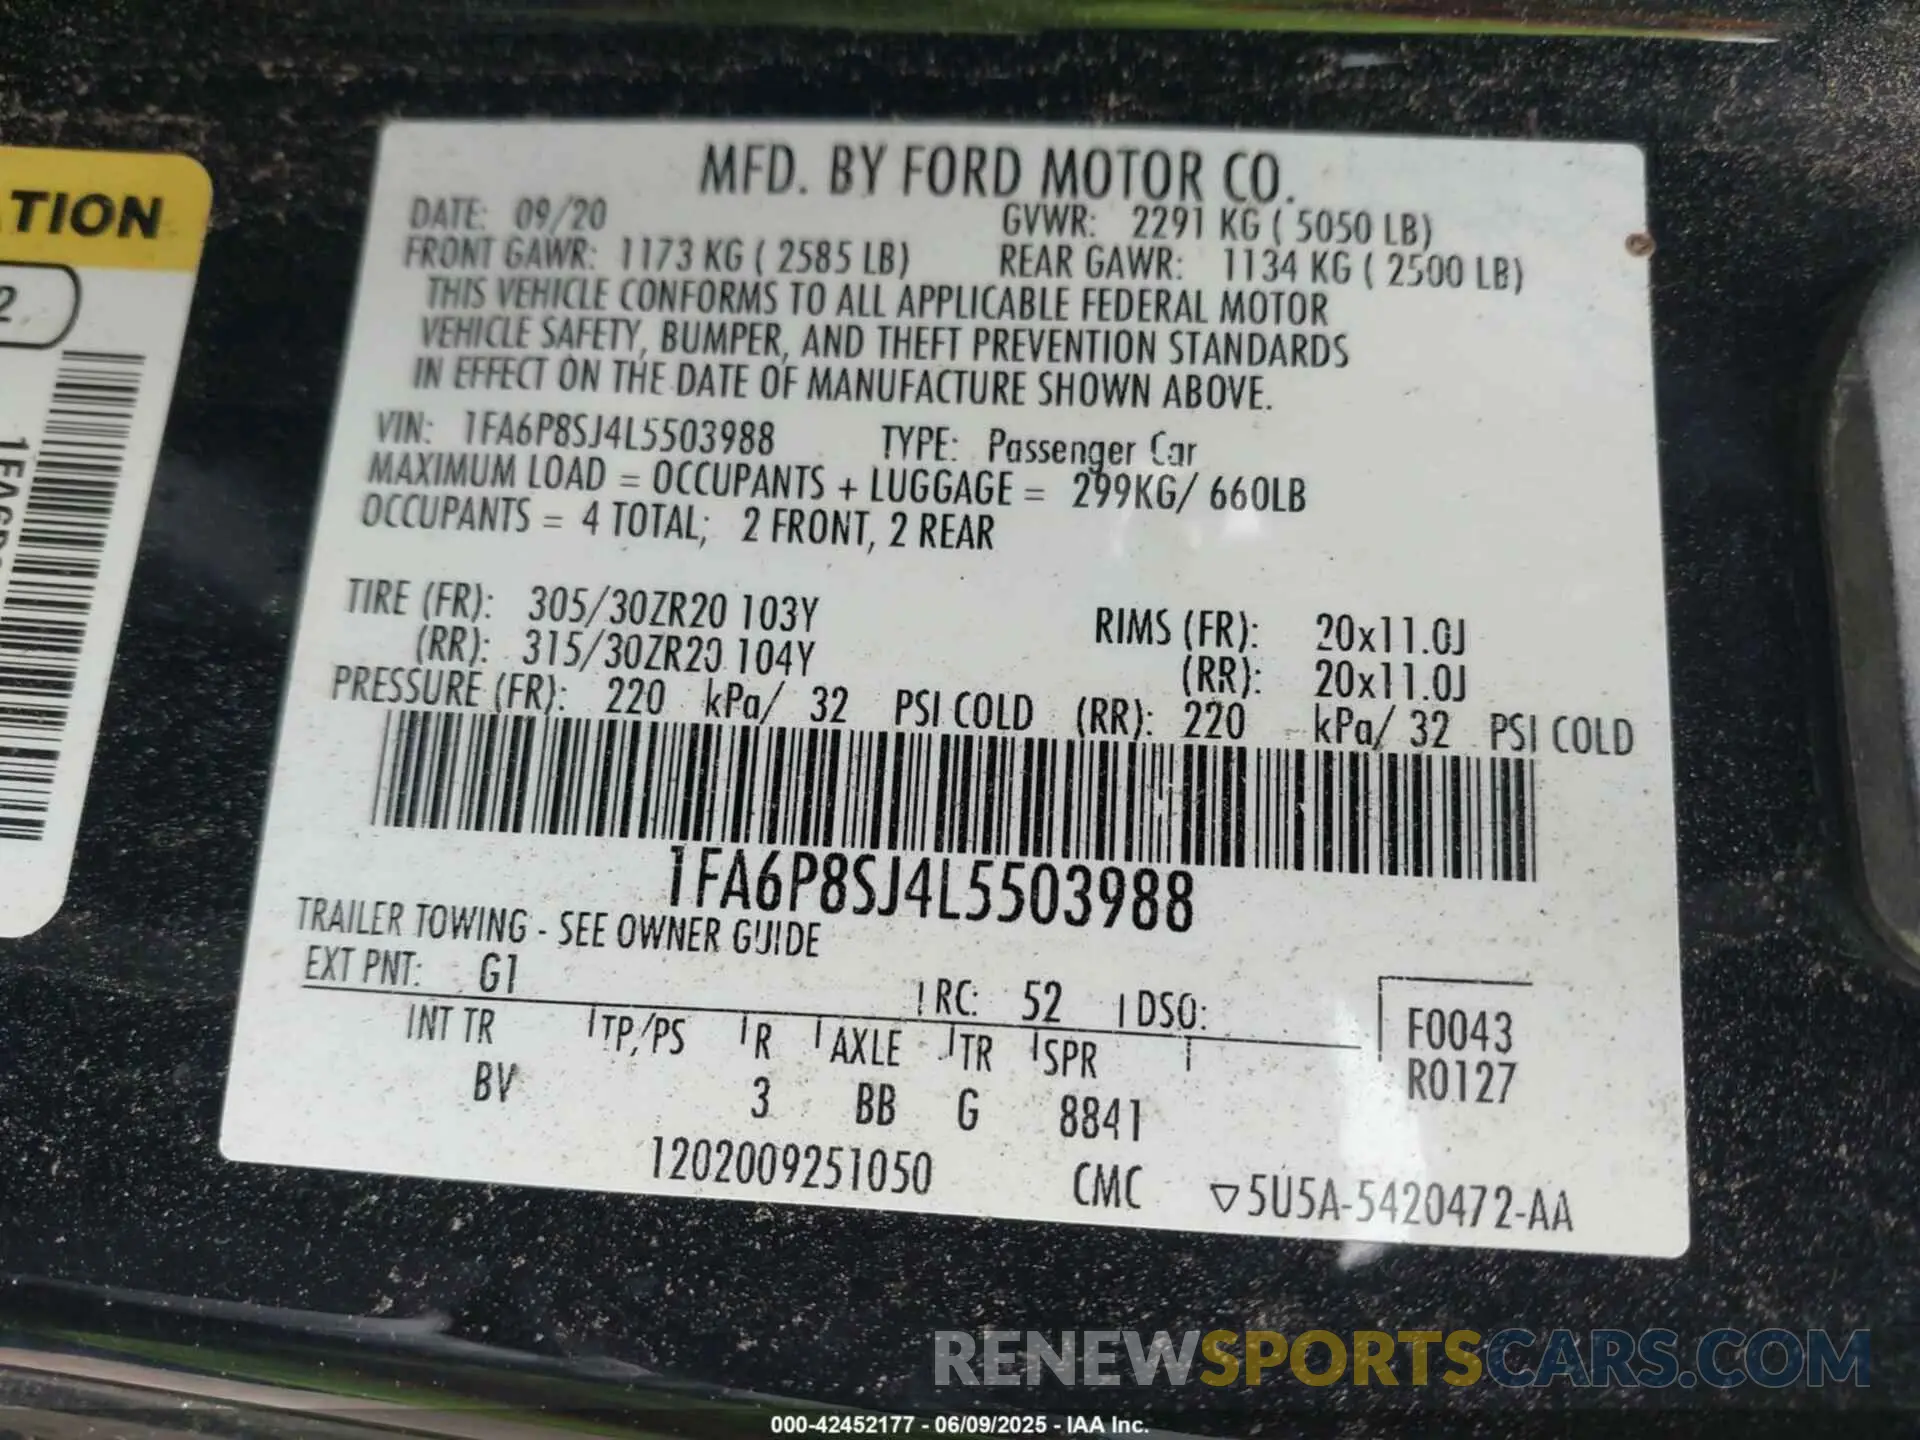 ATION
2
1FA6P8
MFD. BY FORD MOTOR CO.
DATE: 09/20 GVWR: 2291 KG ( 5050 LB)
FRONT GAWR: 1173 KG ( 2585 LB) REAR GAWR: 1134 KG ( 2500 LB)
THIS VEHICLE CONFORMS TO ALL APPLICABLE FEDERAL MOTOR
VEHICLE SAFETY, BUMPER, AND THEFT PREVENTION STANDARDS
IN EFFECT ON THE DATE OF MANUFACTURE SHOWN ABOVE.
VIN: 1FA6P8SJ4L5503988 TYPE: Passenger Car
MAXIMUM LOAD = OCCUPANTS + LUGGAGE = 299KG/ 660LB
OCCUPANTS = 4 TOTAL; 2 FRONT, 2 REAR
TIRE (FR): 305/30ZR20 103Y RIMS (FR): 20x11.0J
(RR): 315/30ZR20 104Y (RR): 20x11.0J
PRESSURE (FR): 220 kPa/ 32 PSI COLD (RR): 220 kPa/ 32 PSI COLD
1FA6P8SJ4L5503988
TRAILER TOWING - SEE OWNER GUIDE
EXT PNT: G1 RC: 52 DSO: F0043
INT TR TP/PS R AXLE TR SPR R0127
BV 3 BB G 8841
1202009251050 CMC ▽5U5A-5420472-AA
RENEWSPORTSCARS.COM
000-42452177 - 06/09/2025 - IAA Inc.